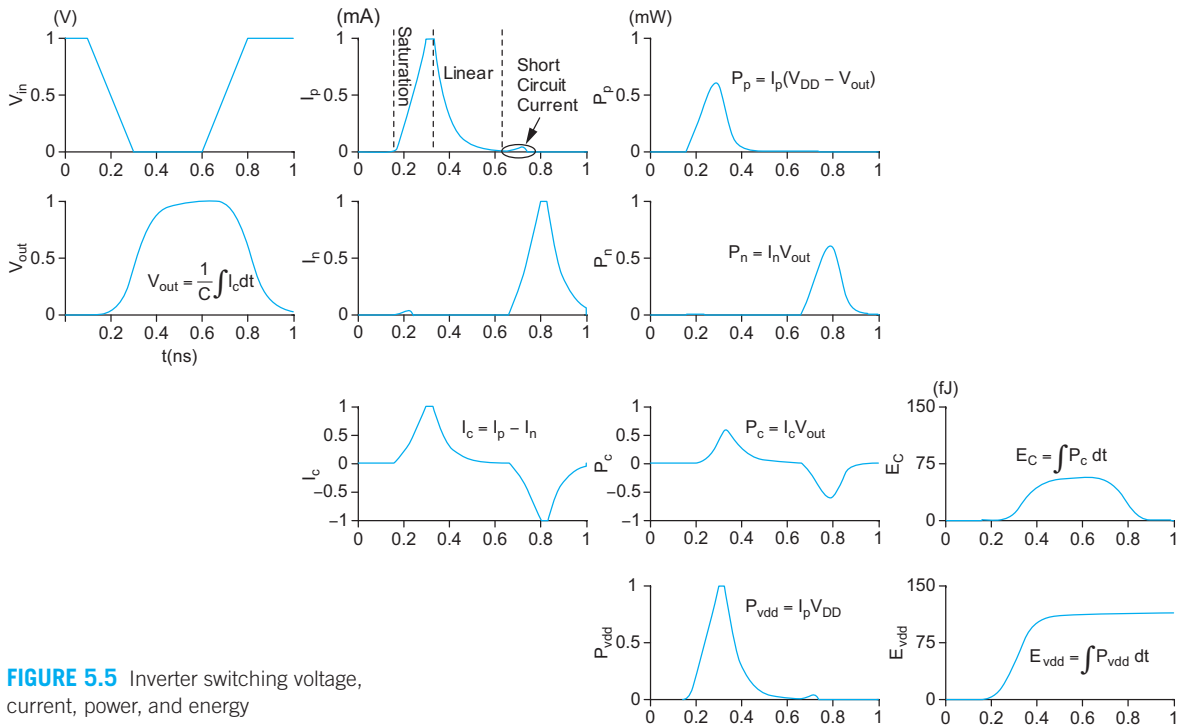 (V)
1
0.5
0
V_in
0 0.2 0.4 0.6 0.8 1
(mA)
1
0.5
0
I_p
Saturation
Linear
Short
Circuit
Current
0 0.2 0.4 0.6 0.8 1
(mW)
1
0.5
0
P_p
P_p = I_p(V_DD – V_out)
0 0.2 0.4 0.6 0.8 1
1
0.5
0
V_out
V_out = 1/C ∫I_c dt
0 0.2 0.4 0.6 0.8 1
t(ns)
1
0.5
0
I_n
0 0.2 0.4 0.6 0.8 1
1
0.5
0
P_n
P_n = I_nV_out
0 0.2 0.4 0.6 0.8 1
1
0.5
0
–0.5
–1
I_c
I_c = I_p – I_n
0 0.2 0.4 0.6 0.8 1
1
0.5
0
–0.5
–1
P_c
P_c = I_cV_out
0 0.2 0.4 0.6 0.8 1
(fJ)
150
75
0
E_C
E_C = ∫P_c dt
0 0.2 0.4 0.6 0.8 1
1
0.5
0
P_vdd
P_vdd = I_pV_DD
0 0.2 0.4 0.6 0.8 1
150
75
0
E_vdd
E_vdd = ∫P_vdd dt
0 0.2 0.4 0.6 0.8 1
FIGURE 5.5 Inverter switching voltage,
current, power, and energy